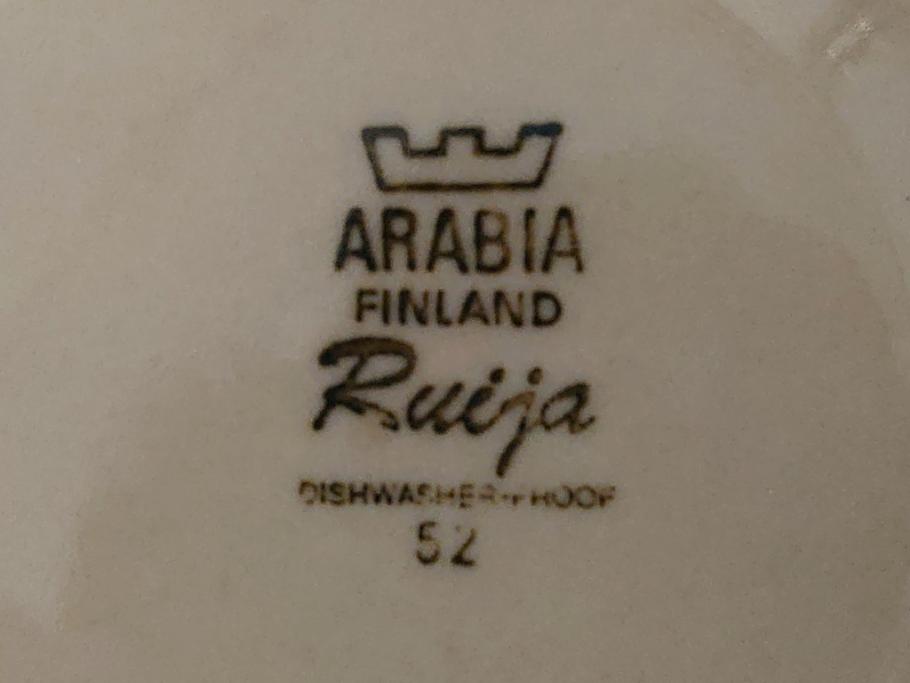 ARABIA
FINLAND
Ruija
DISHWASHER-PROOF
52